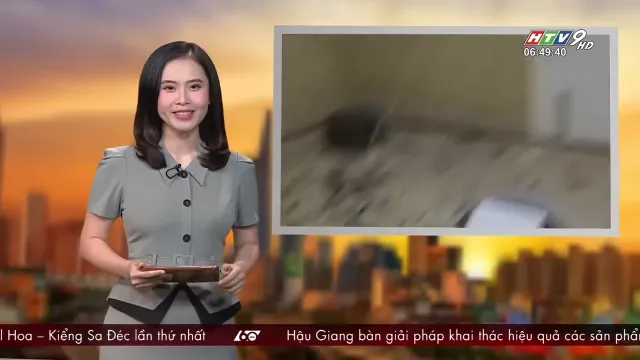 HTV9 HD
06:49:40
l Hoa – Kiểng Sa Đéc lần thứ nhất 60 Hậu Giang bàn giải pháp khai thác hiệu quả các sản phẩ